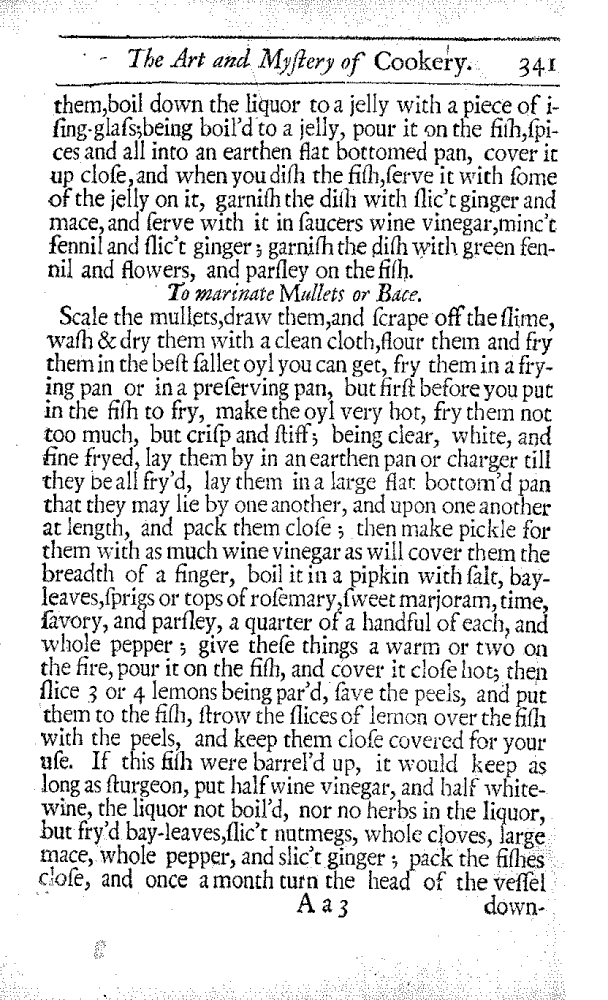 The Art and Myſtery of Cookery. 341
them,boil down the liquor to a jelly with a piece of i-
ſing-glaſs;being boil'd to a jelly, pour it on the fiſh,ſpi-
ces and all into an earthen flat bottomed pan, cover it
up cloſe,and when you diſh the fiſh,ſerve it with ſome
of the jelly on it, garniſh the diſh with ſlic't ginger and
mace,and ſerve with it in ſaucers wine vinegar,minc't
fennil and ſlic't ginger; garniſh the diſh with green fen-
nil and flowers, and parſley on the fiſh.
To marinate Mullets or Bace.
Scale the mullets,draw them,and ſcrape off the ſlime,
waſh & dry them with a clean cloth,flour them and fry
them in the beſt ſallet oyl you can get, fry them in a fry-
ing pan or in a preſerving pan, but firſt before you put
in the fiſh to fry, make the oyl very hot, fry them not
too much, but criſp and ſtiff; being clear, white, and
fine fryed, lay them by in an earthen pan or charger till
they be all fry'd, lay them in a large flat bottom'd pan
that they may lie by one another, and upon one another
at length, and pack them cloſe; then make pickle for
them with as much wine vinegar as will cover them the
breadth of a finger, boil it in a pipkin with ſalt, bay-
leaves,ſprigs or tops of roſemary,ſweet marjoram, time,
ſavory, and parſley, a quarter of a handful of each, and
whole pepper; give theſe things a warm or two on
the fire, pour it on the fiſh, and cover it cloſe hot; then
ſlice 3 or 4 lemons being par'd, ſave the peels, and put
them to the fiſh, ſtrow the ſlices of lemon over the fiſh
with the peels, and keep them cloſe covered for your
uſe. If this fiſh were barrel'd up, it would keep as
long as ſturgeon, put half wine vinegar, and half white-
wine, the liquor not boil'd, nor no herbs in the liquor,
but fry'd bay-leaves,ſlic't nutmegs, whole cloves, large
mace, whole pepper, and slic't ginger; pack the fiſhes
cloſe, and once a month turn the head of the veſſel
A a 3 down-